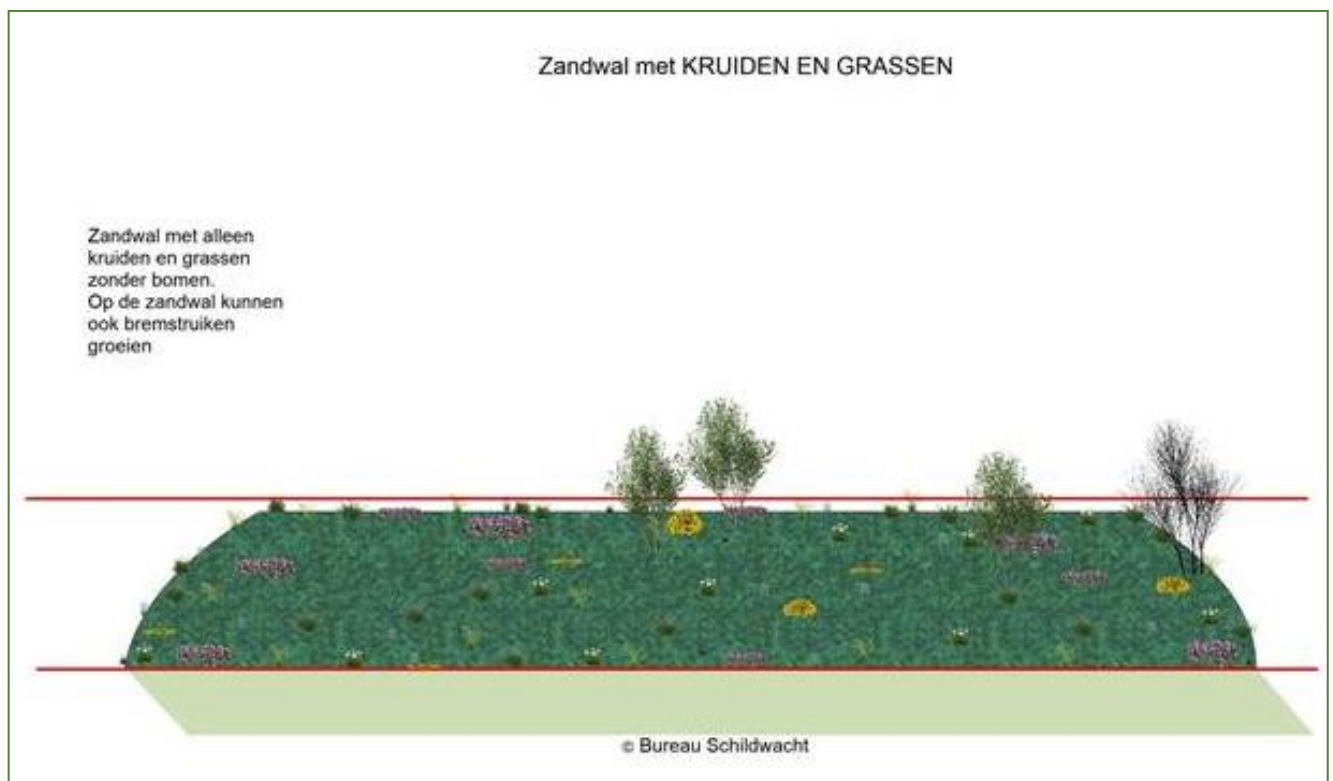 Zandwal met KRUIDEN EN GRASSEN
Zandwal met alleen
kruiden en grassen
zonder bomen.
Op de zandwal kunnen
ook bremstruiken
groeien
© Bureau Schildwacht